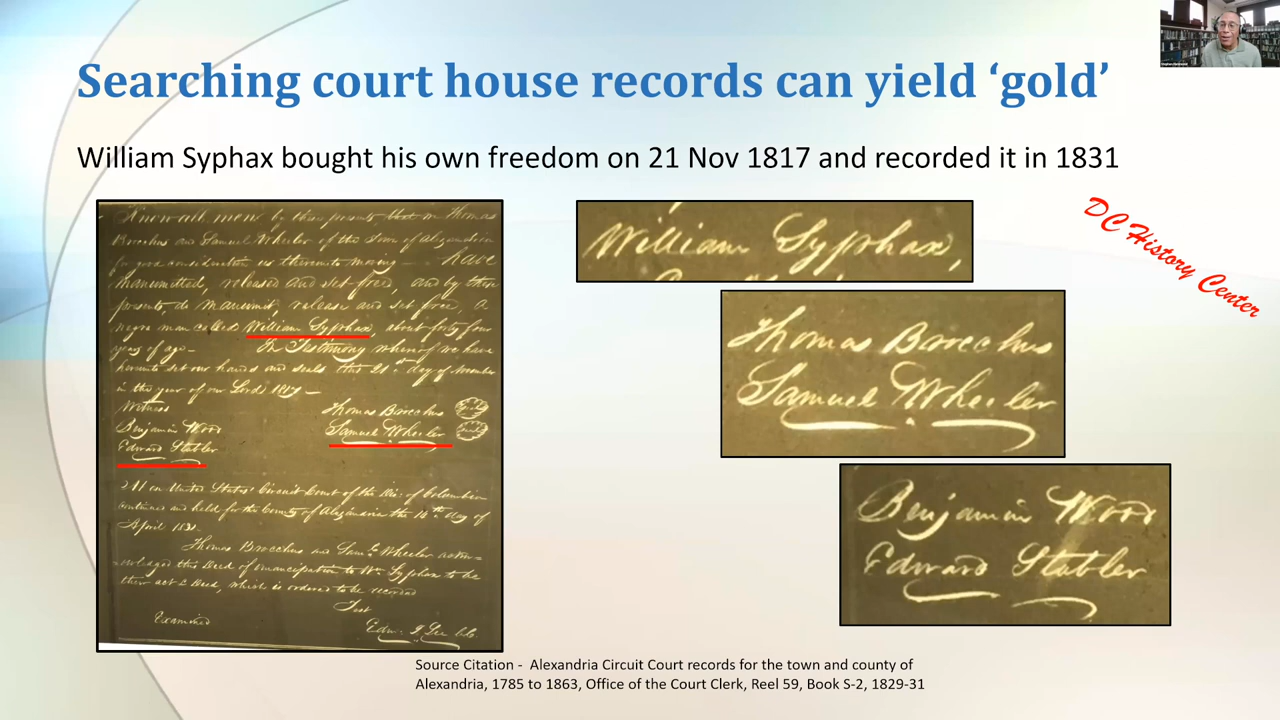 Searching court house records can yield ‘gold’
William Syphax bought his own freedom on 21 Nov 1817 and recorded it in 1831
DC History Center
Know all men by these presents that we Thomas
Brocchus and Samuel Wheeler of the Town of Alexandria
for good consideration us thereunto moving — have
manumitted, released and set free, and by these
presents, do manumit, release and set free, a
negro man called William Syphax, about forty four
years of age — In Testimony whereof we have
hereunto set our hands and seals this 21st day of November
in the year of our Lord 1817 —
Witness
Benjamin Wood
Edward Stabler
Thomas Brocchus
Samuel Wheeler
United States Circuit Court of the Dis: of Columbia
continued and held for the County of Alexandria the 14th day of
April 1831.
Thomas Brocchus and Saml Wheeler acknow=
=ledged this Deed of emancipation to Wm Syphax to be
their act & Deed, which is ordered to be recorded
Test
Examined
Edm. I. Lee
William Syphax,
Thomas Brocchus
Samuel Wheeler
Benjamin Wood
Edward Stabler
Source Citation - Alexandria Circuit Court records for the town and county of
Alexandria, 1785 to 1863, Office of the Court Clerk, Reel 59, Book S-2, 1829-31